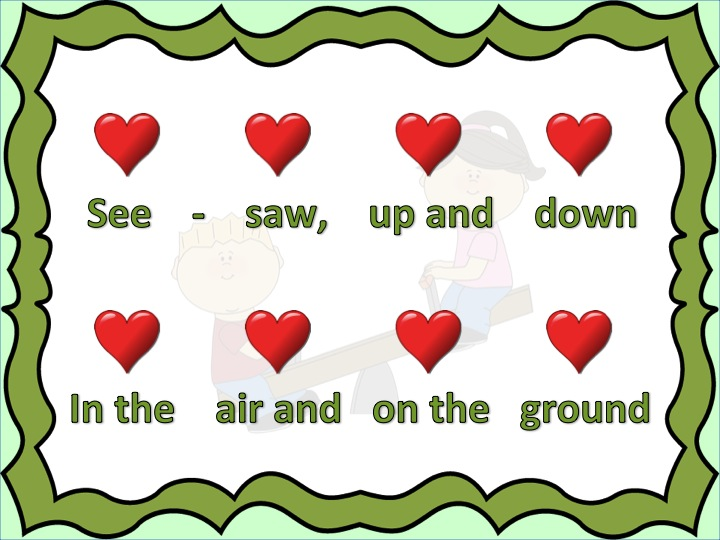 See - saw, up and down
In the air and on the ground